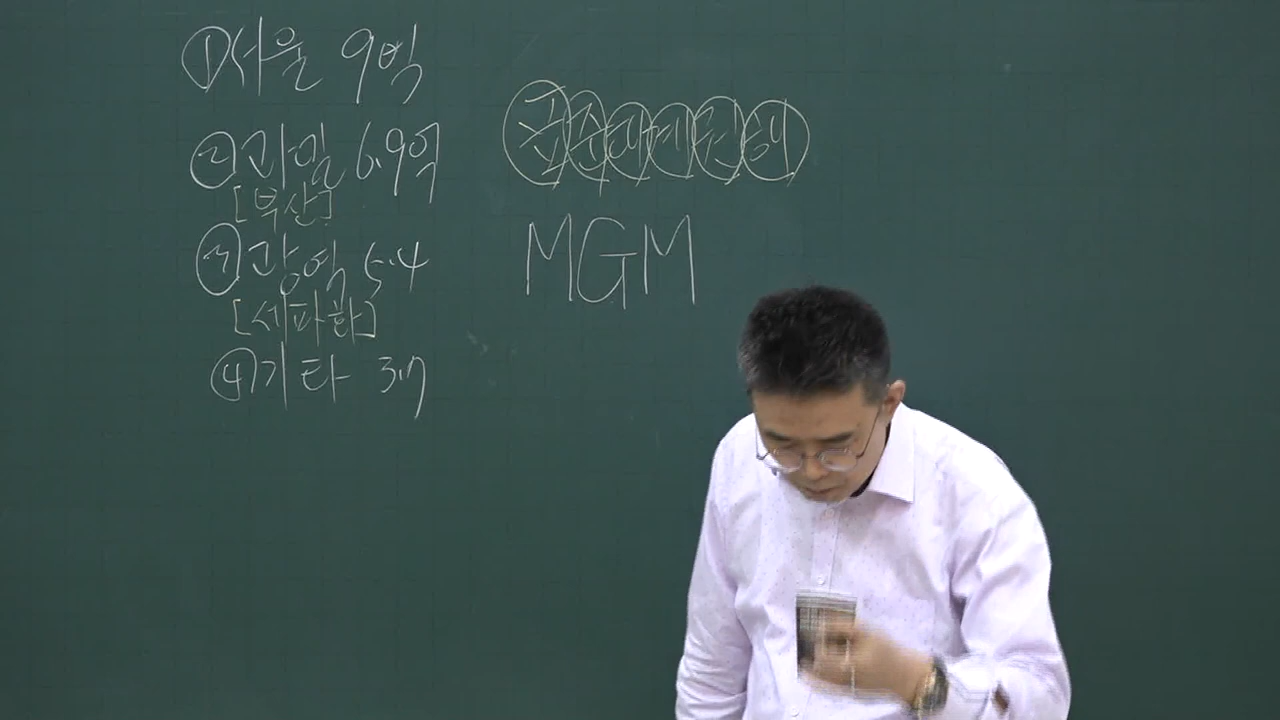 ①서울 9억
②과밀 6.9억
[부산]
③광역 5.4
[세파화]
④기타 3.7
MGM